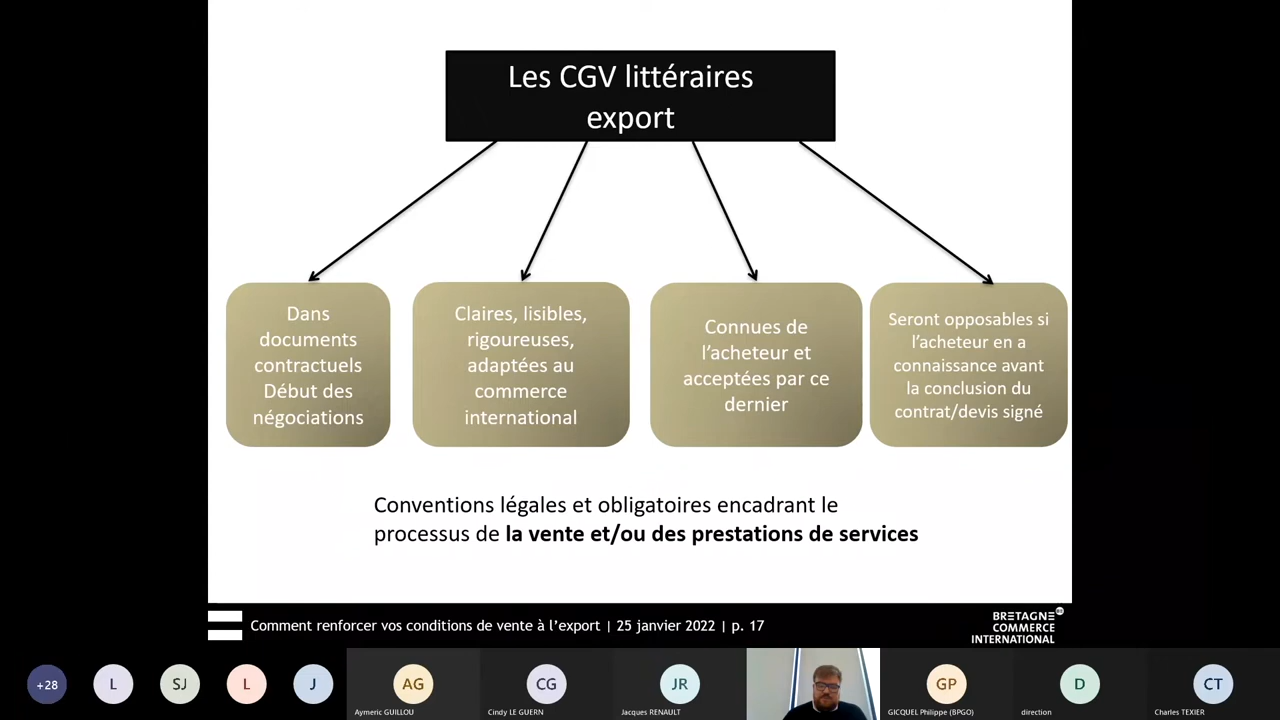 Les CGV littéraires
export
Dans
documents
contractuels
Début des
négociations
Claires, lisibles,
rigoureuses,
adaptées au
commerce
international
Connues de
l'acheteur et
acceptées par ce
dernier
Seront opposables si
l'acheteur en a
connaissance avant
la conclusion du
contrat/devis signé
Conventions légales et obligatoires encadrant le
processus de la vente et/ou des prestations de services
Comment renforcer vos conditions de vente à l'export | 25 janvier 2022 | p. 17
BRETAGNE
COMMERCE
INTERNATIONAL
+28
L
SJ
L
J
AG
Aymeric GUILLOU
CG
Cindy LE GUERN
JR
Jacques RENAULT
GP
GICQUEL Philippe (BPGO)
D
direction
CT
Charles TEXIER